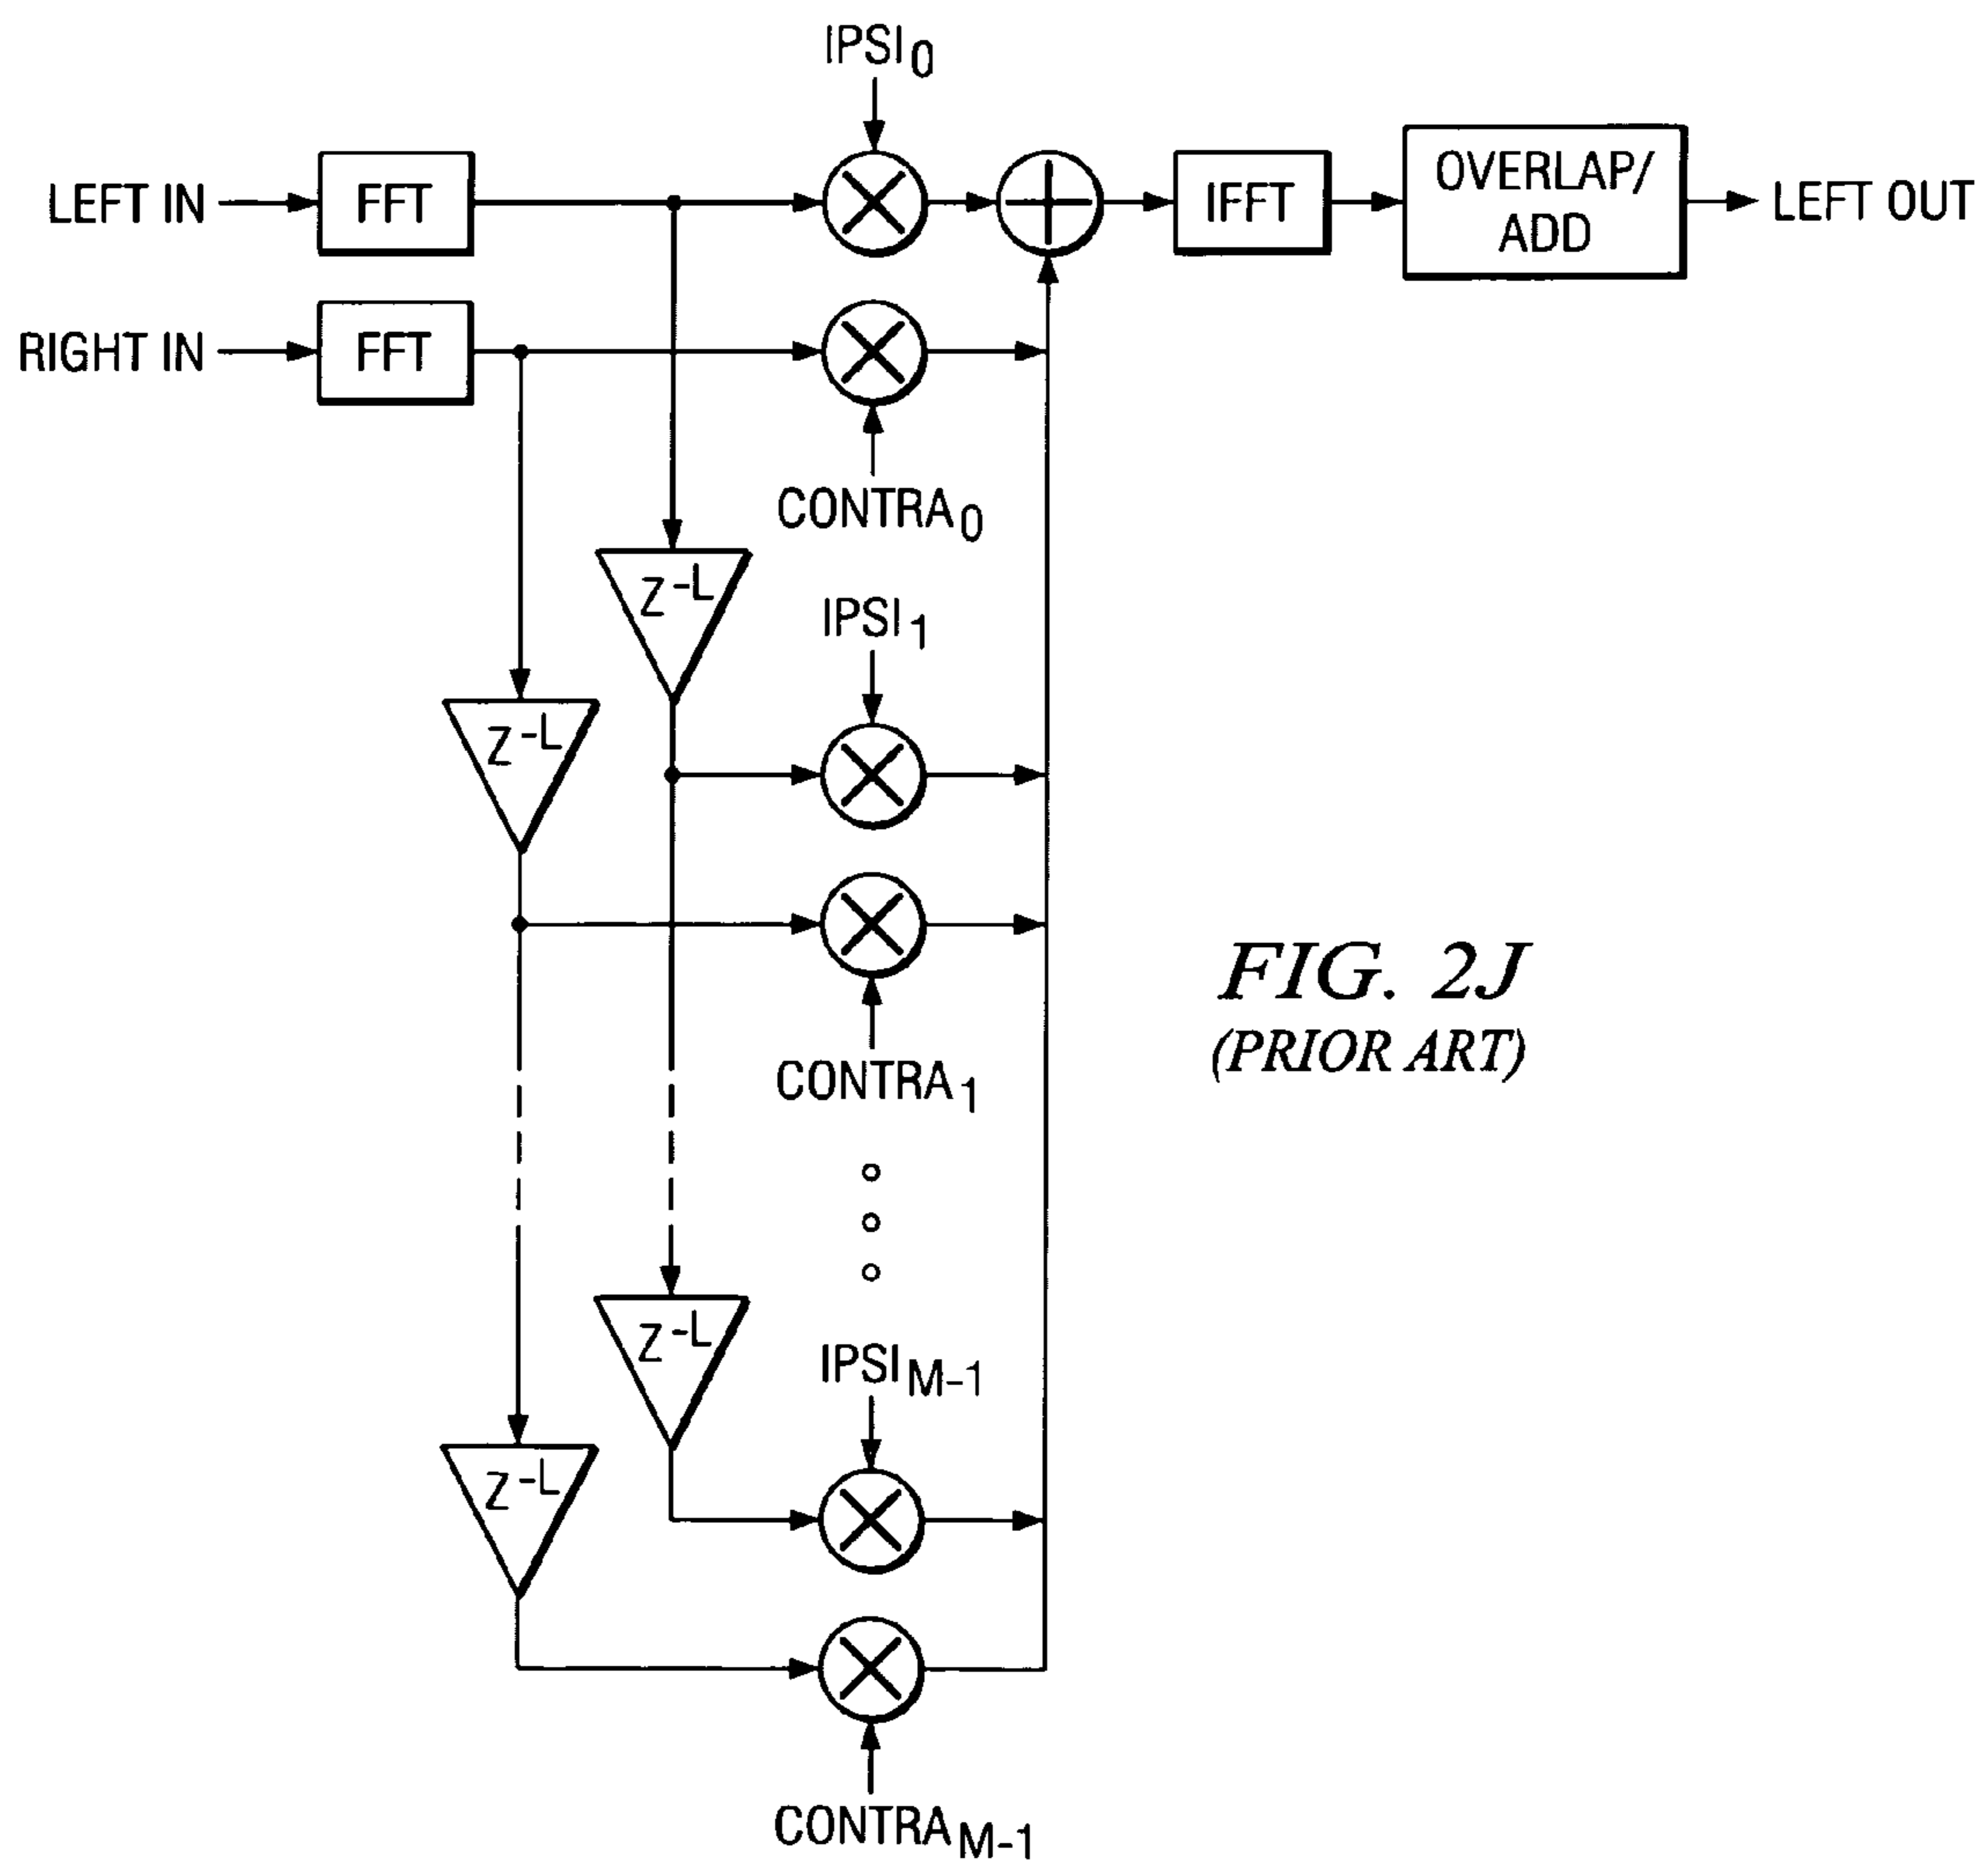 IPSI0
LEFT IN
FFT
IFFT
OVERLAP/
ADD
LEFT OUT
RIGHT IN
FFT
CONTRA0
Z-L
IPSI1
Z-L
CONTRA1
FIG. 2J
(PRIOR ART)
Z-L
IPSIM-1
Z-L
CONTRAM-1